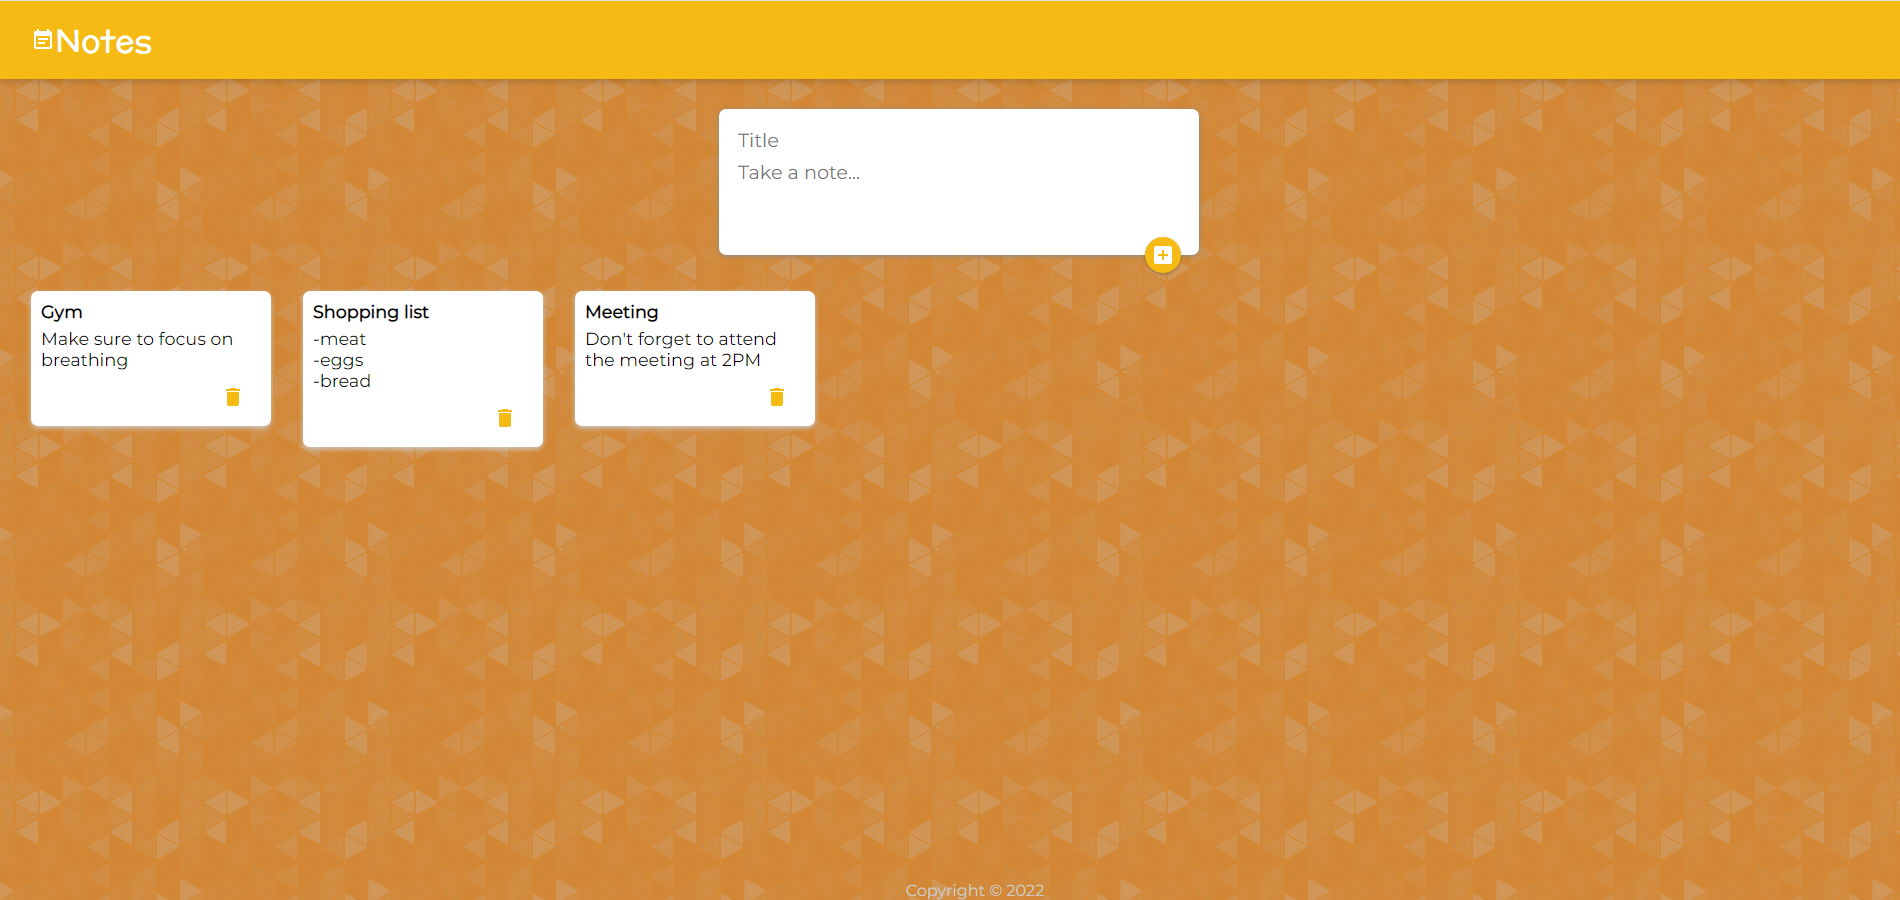 Notes
Title
Take a note...
Gym
Make sure to focus on
breathing
Shopping list
-meat
-eggs
-bread
Meeting
Don't forget to attend
the meeting at 2PM
Copyright © 2022